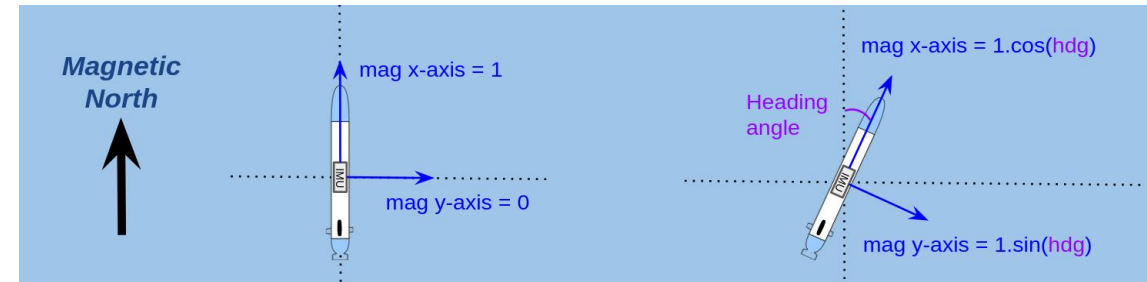 Magnetic
North
mag x-axis = 1
IMU
mag y-axis = 0
mag x-axis = 1.cos(hdg)
Heading
angle
IMU
mag y-axis = 1.sin(hdg)